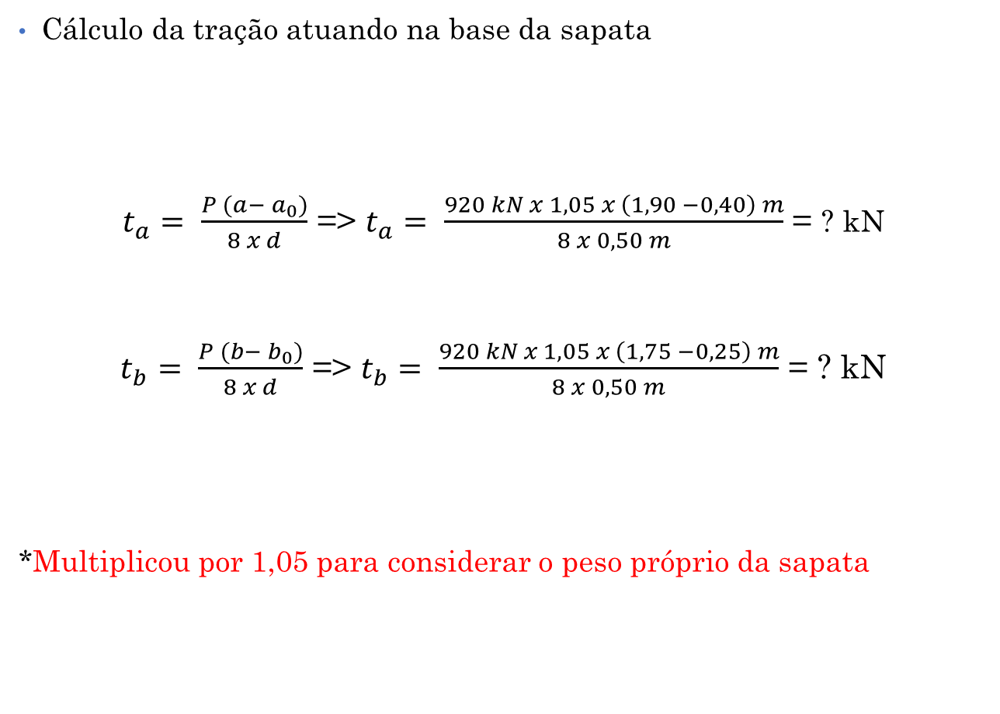 • Cálculo da tração atuando na base da sapata
t_a = P (a− a_0) / 8 x d => t_a = 920 kN x 1,05 x (1,90 −0,40) m / 8 x 0,50 m = ? kN
t_b = P (b− b_0) / 8 x d => t_b = 920 kN x 1,05 x (1,75 −0,25) m / 8 x 0,50 m = ? kN
*Multiplicou por 1,05 para considerar o peso próprio da sapata